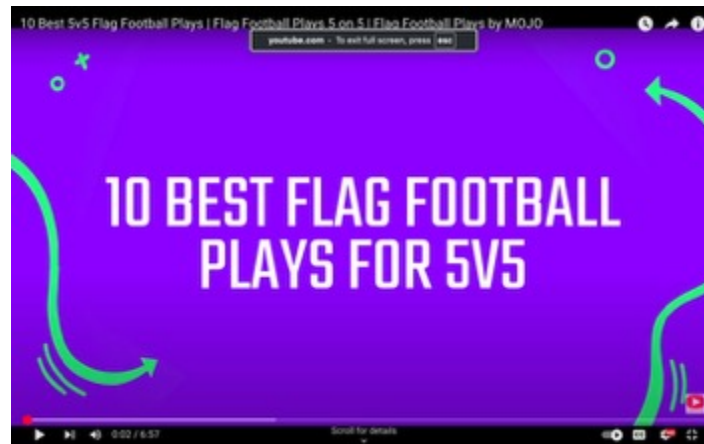 10 Best 5v5 Flag Football Plays | Flag Football Plays 5 on 5 | Flag Football Plays by MOJO
youtube.com - To exit full screen, press esc
10 BEST FLAG FOOTBALL
PLAYS FOR 5V5
0:02 / 6:57
Scroll for details